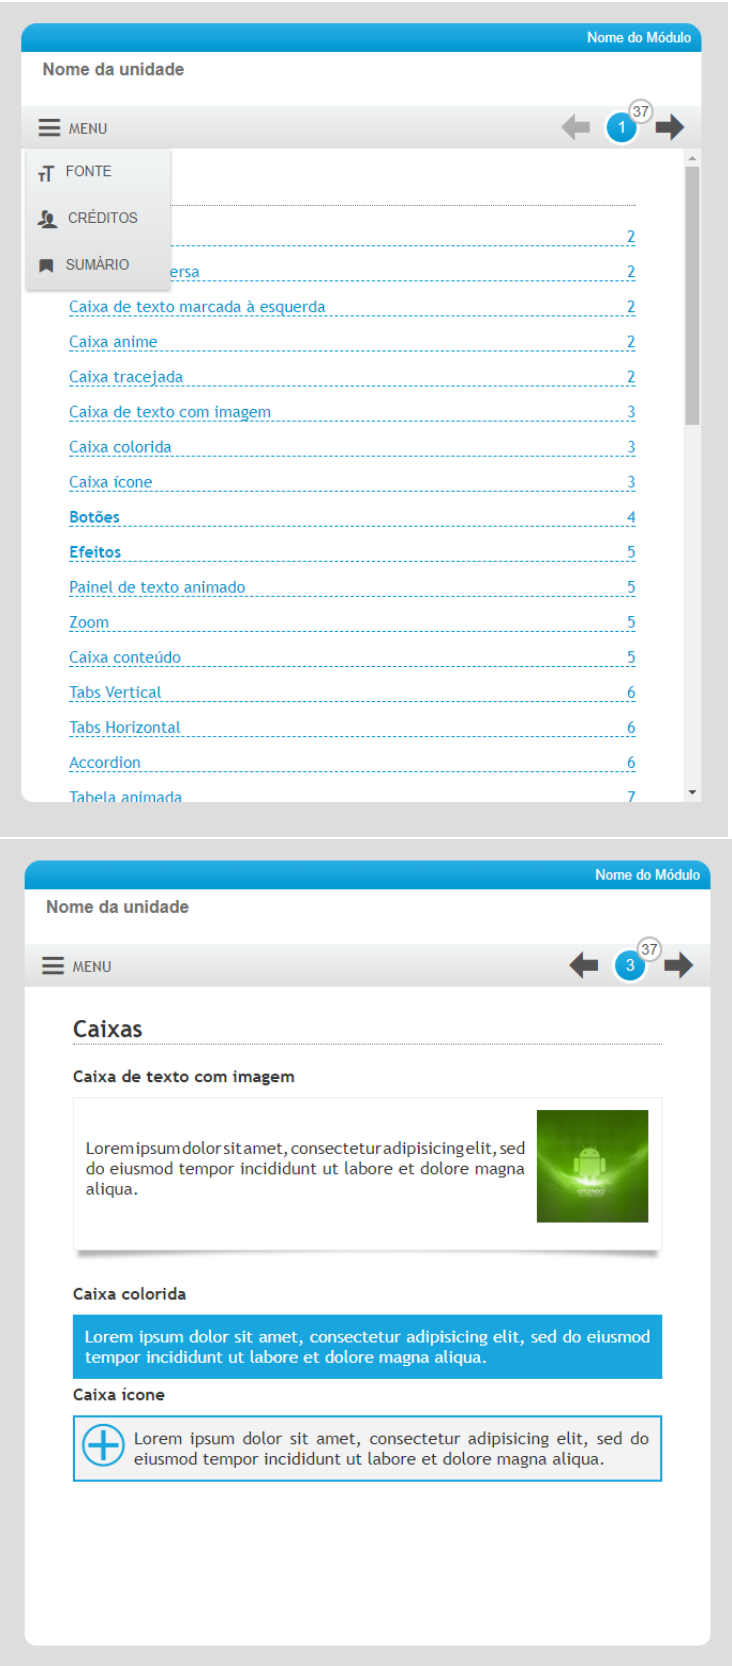 Nome do Módulo
Nome da unidade
MENU
1
37
FONTE
CRÉDITOS
SUMÁRIO
2
ersa 2
Caixa de texto marcada à esquerda 2
Caixa anime 2
Caixa tracejada 2
Caixa de texto com imagem 3
Caixa colorida 3
Caixa ícone 3
Botões 4
Efeitos 5
Painel de texto animado 5
Zoom 5
Caixa conteúdo 5
Tabs Vertical 6
Tabs Horizontal 6
Accordion 6
Tabela animada 7
Nome do Módulo
Nome da unidade
MENU
3
37
Caixas
Caixa de texto com imagem
Lorem ipsum dolor sit amet, consectetur adipisicing elit, sed
do eiusmod tempor incididunt ut labore et dolore magna
aliqua.
Caixa colorida
Lorem ipsum dolor sit amet, consectetur adipisicing elit, sed do eiusmod
tempor incididunt ut labore et dolore magna aliqua.
Caixa ícone
Lorem ipsum dolor sit amet, consectetur adipisicing elit, sed do
eiusmod tempor incididunt ut labore et dolore magna aliqua.